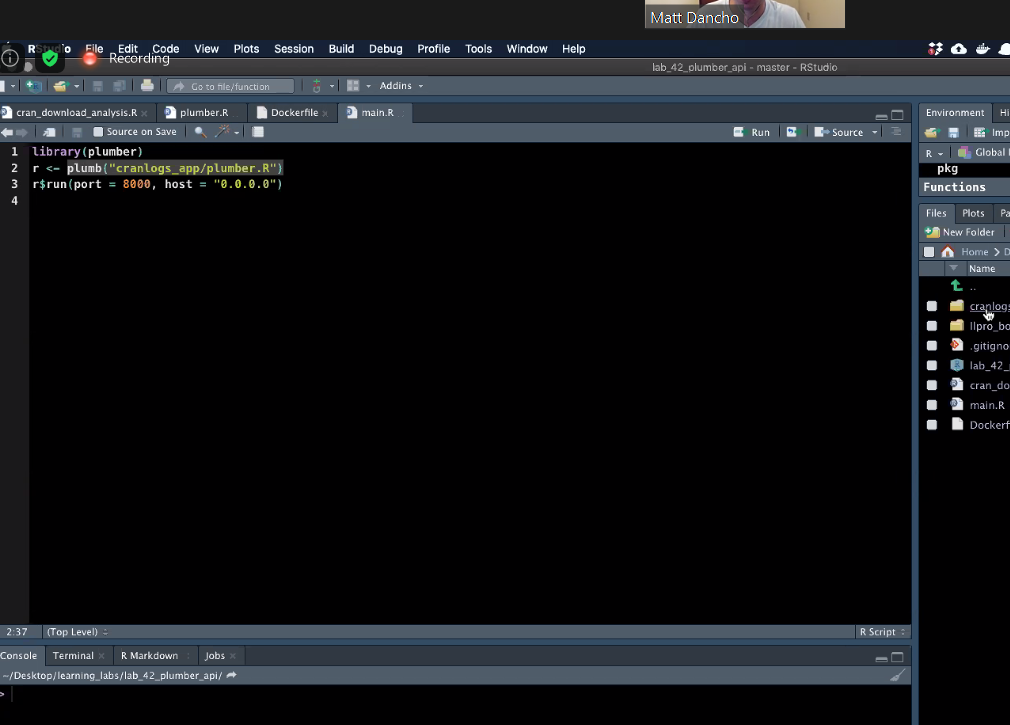 Matt Dancho
RStudio File Edit Code View Plots Session Build Debug Profile Tools Window Help
Recording
lab_42_plumber_api - master - RStudio
Go to file/function Addins
cran_download_analysis.R plumber.R Dockerfile main.R
Source on Save Run Source
1 library(plumber)
2 r <- plumb("cranlogs_app/plumber.R")
3 r$run(port = 8000, host = "0.0.0.0")
4
2:37 (Top Level) R Script
Console Terminal R Markdown Jobs
~/Desktop/learning_labs/lab_42_plumber_api/
>
Environment Hi
Imp
R Global
pkg
Functions
Files Plots Pa
New Folder
Home > D
Name
..
cranlogs
llpro_bo
.gitigno
lab_42_
cran_do
main.R
Dockerf